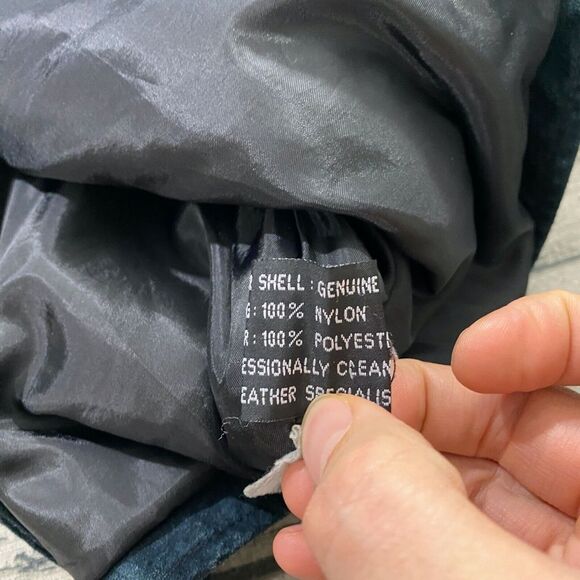 SHELL: GENUINE
: 100% NYLON
R: 100% POLYEST
ESSIONALLY CLEAN
EATHER SPECIALIS